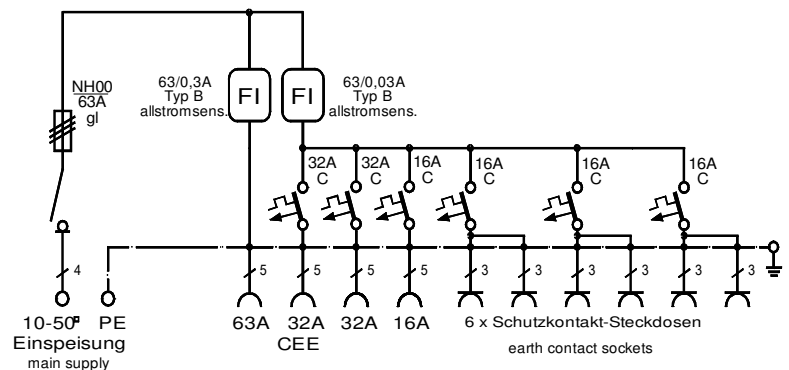 NH00
63A
gl
63/0,3A
Typ B
allstromsens.
FI
FI
63/0,03A
Typ B
allstromsens.
32A
C
32A
C
16A
C
16A
C
16A
C
16A
C
4
5
5
5
5
3
3
3
3
3
3
10-50² PE
63A
32A
32A
16A
6 x Schutzkontakt-Steckdosen
Einspeisung
CEE
earth contact sockets
main supply